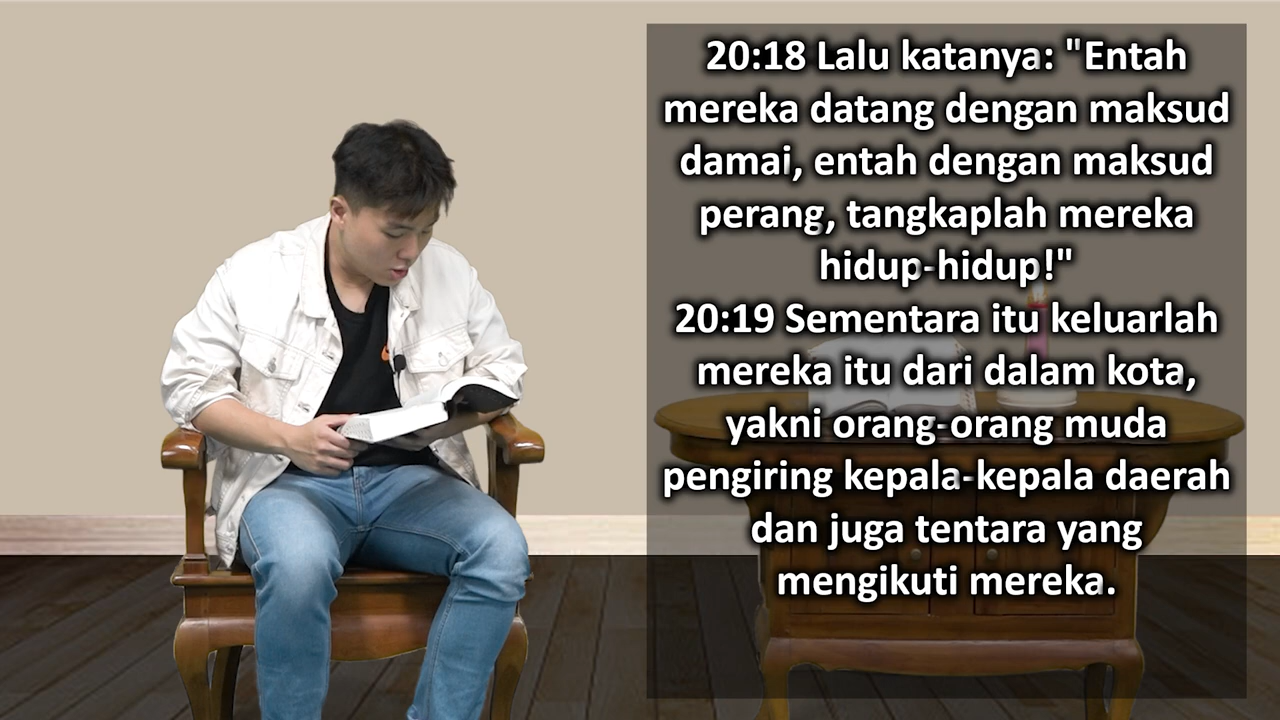 20:18 Lalu katanya: "Entah
mereka datang dengan maksud
damai, entah dengan maksud
perang, tangkaplah mereka
hidup-hidup!"
20:19 Sementara itu keluarlah
mereka itu dari dalam kota,
yakni orang-orang muda
pengiring kepala-kepala daerah
dan juga tentara yang
mengikuti mereka.